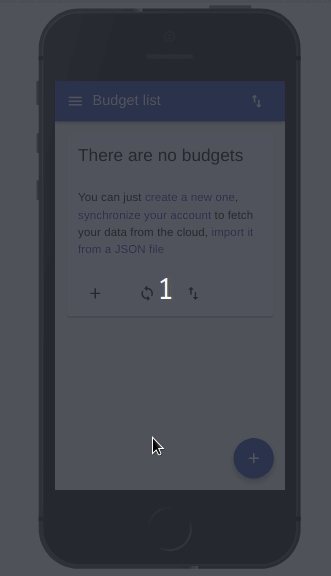 Budget list
There are no budgets
You can just create a new one,
synchronize your account to fetch
your data from the cloud, import it
from a JSON file
1